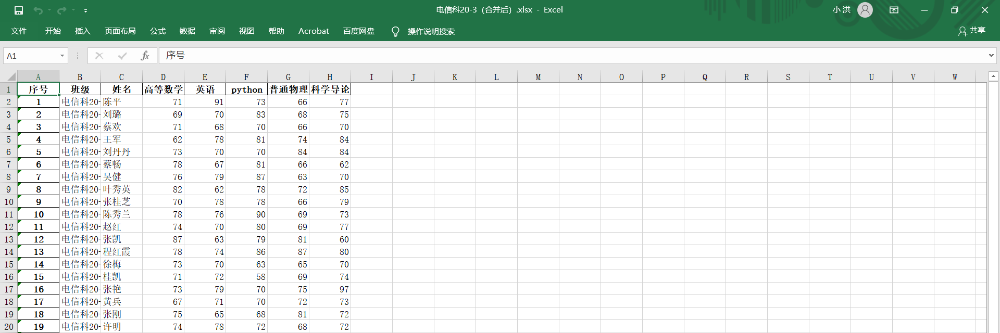 电信科20-3（合并后）.xlsx - Excel
小 洪
文件 开始 插入 页面布局 公式 数据 审阅 视图 帮助 Acrobat 百度网盘 操作说明搜索 共享
A1 fx 序号
A B C D E F G H I J K L M N O P Q R S T U V W
1 序号 班级 姓名 高等数学 英语 python 普通物理 科学导论
2 1 电信科20- 陈平 71 91 73 66 77
3 2 电信科20- 刘璐 69 70 83 68 75
4 3 电信科20- 蔡欢 71 68 70 66 70
5 4 电信科20- 王军 62 78 81 74 84
6 5 电信科20- 刘丹丹 73 70 70 84 84
7 6 电信科20- 蔡畅 78 67 81 66 62
8 7 电信科20- 吴健 76 79 87 63 70
9 8 电信科20- 叶秀英 82 62 78 72 85
10 9 电信科20- 张桂芝 70 78 78 66 79
11 10 电信科20- 陈秀兰 78 76 90 69 73
12 11 电信科20- 赵红 74 70 80 69 77
13 12 电信科20- 张凯 87 63 79 81 60
14 13 电信科20- 程红霞 78 74 86 87 80
15 14 电信科20- 徐梅 73 70 63 65 70
16 15 电信科20- 桂凯 71 72 58 69 74
17 16 电信科20- 张艳 73 79 70 75 97
18 17 电信科20- 黄兵 67 71 70 72 73
19 18 电信科20- 张刚 75 65 68 81 72
20 19 电信科20- 许明 74 78 72 68 72